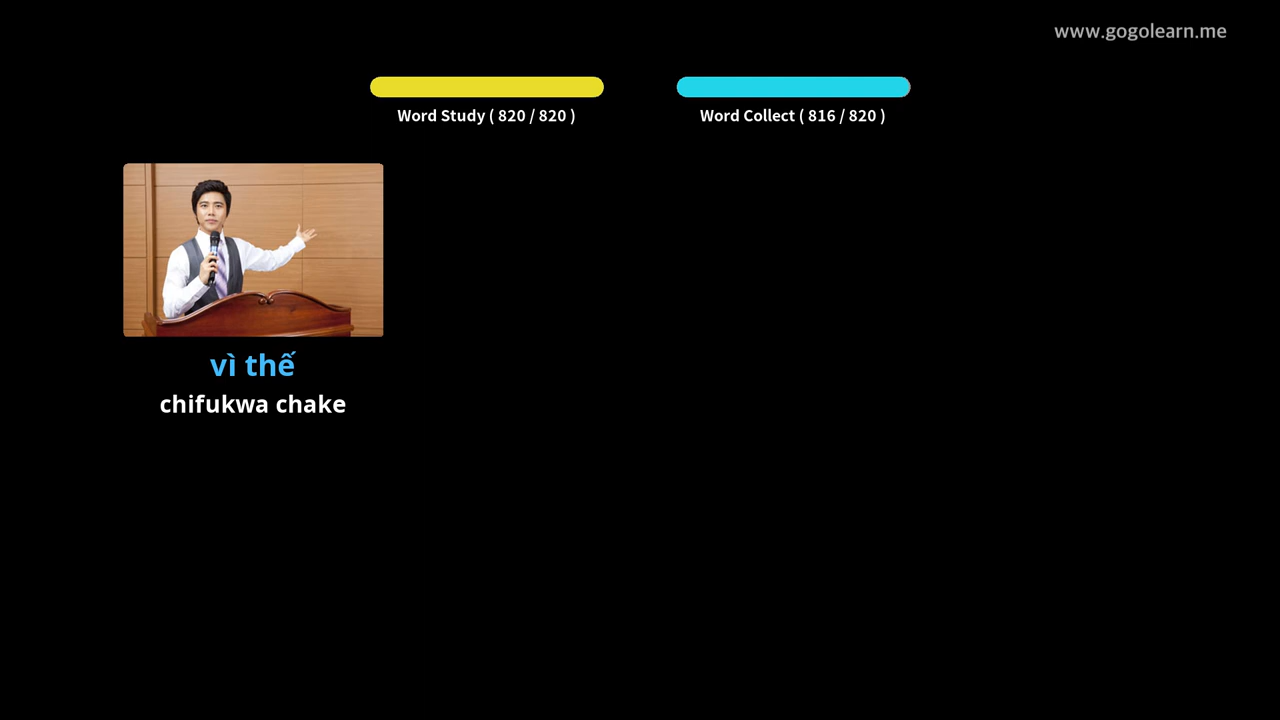 www.gogolearn.me
Word Study ( 820 / 820 )
Word Collect ( 816 / 820 )
vì thế
chifukwa chake